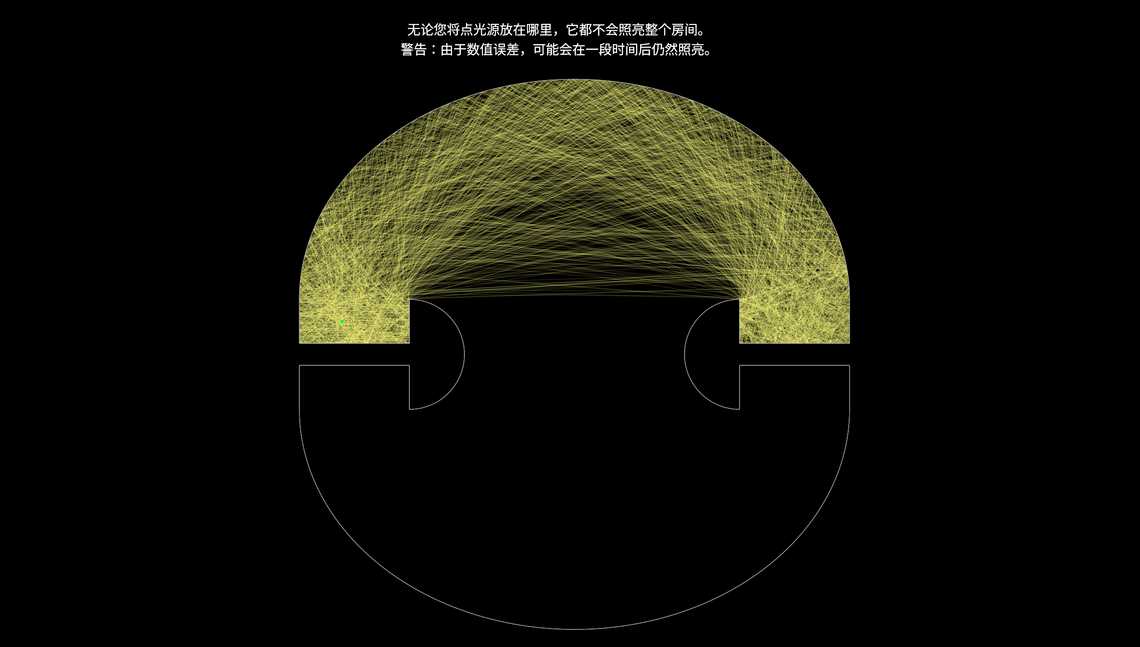 无论您将点光源放在哪里，它都不会照亮整个房间。
警告：由于数值误差，可能会在一段时间后仍然照亮。